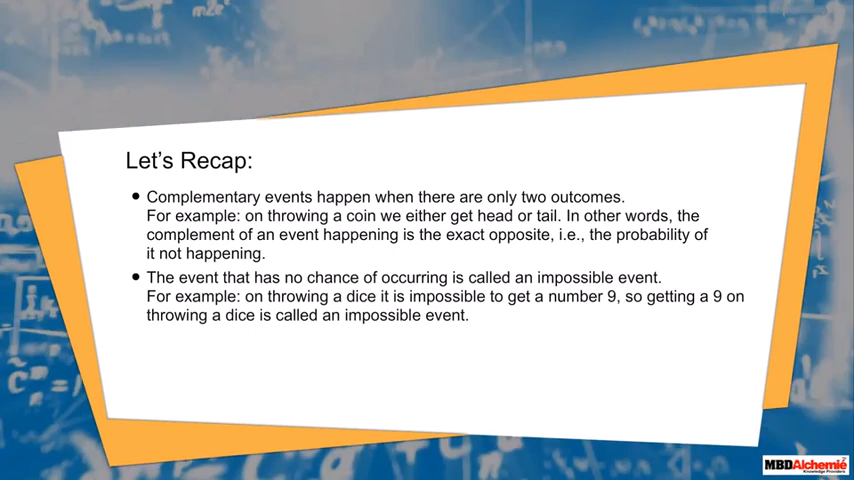 Let's Recap:
• Complementary events happen when there are only two outcomes.
For example: on throwing a coin we either get head or tail. In other words, the
complement of an event happening is the exact opposite, i.e., the probability of
it not happening.
• The event that has no chance of occurring is called an impossible event.
For example: on throwing a dice it is impossible to get a number 9, so getting a 9 on
throwing a dice is called an impossible event.
MBDAlchemie
Knowledge Providers